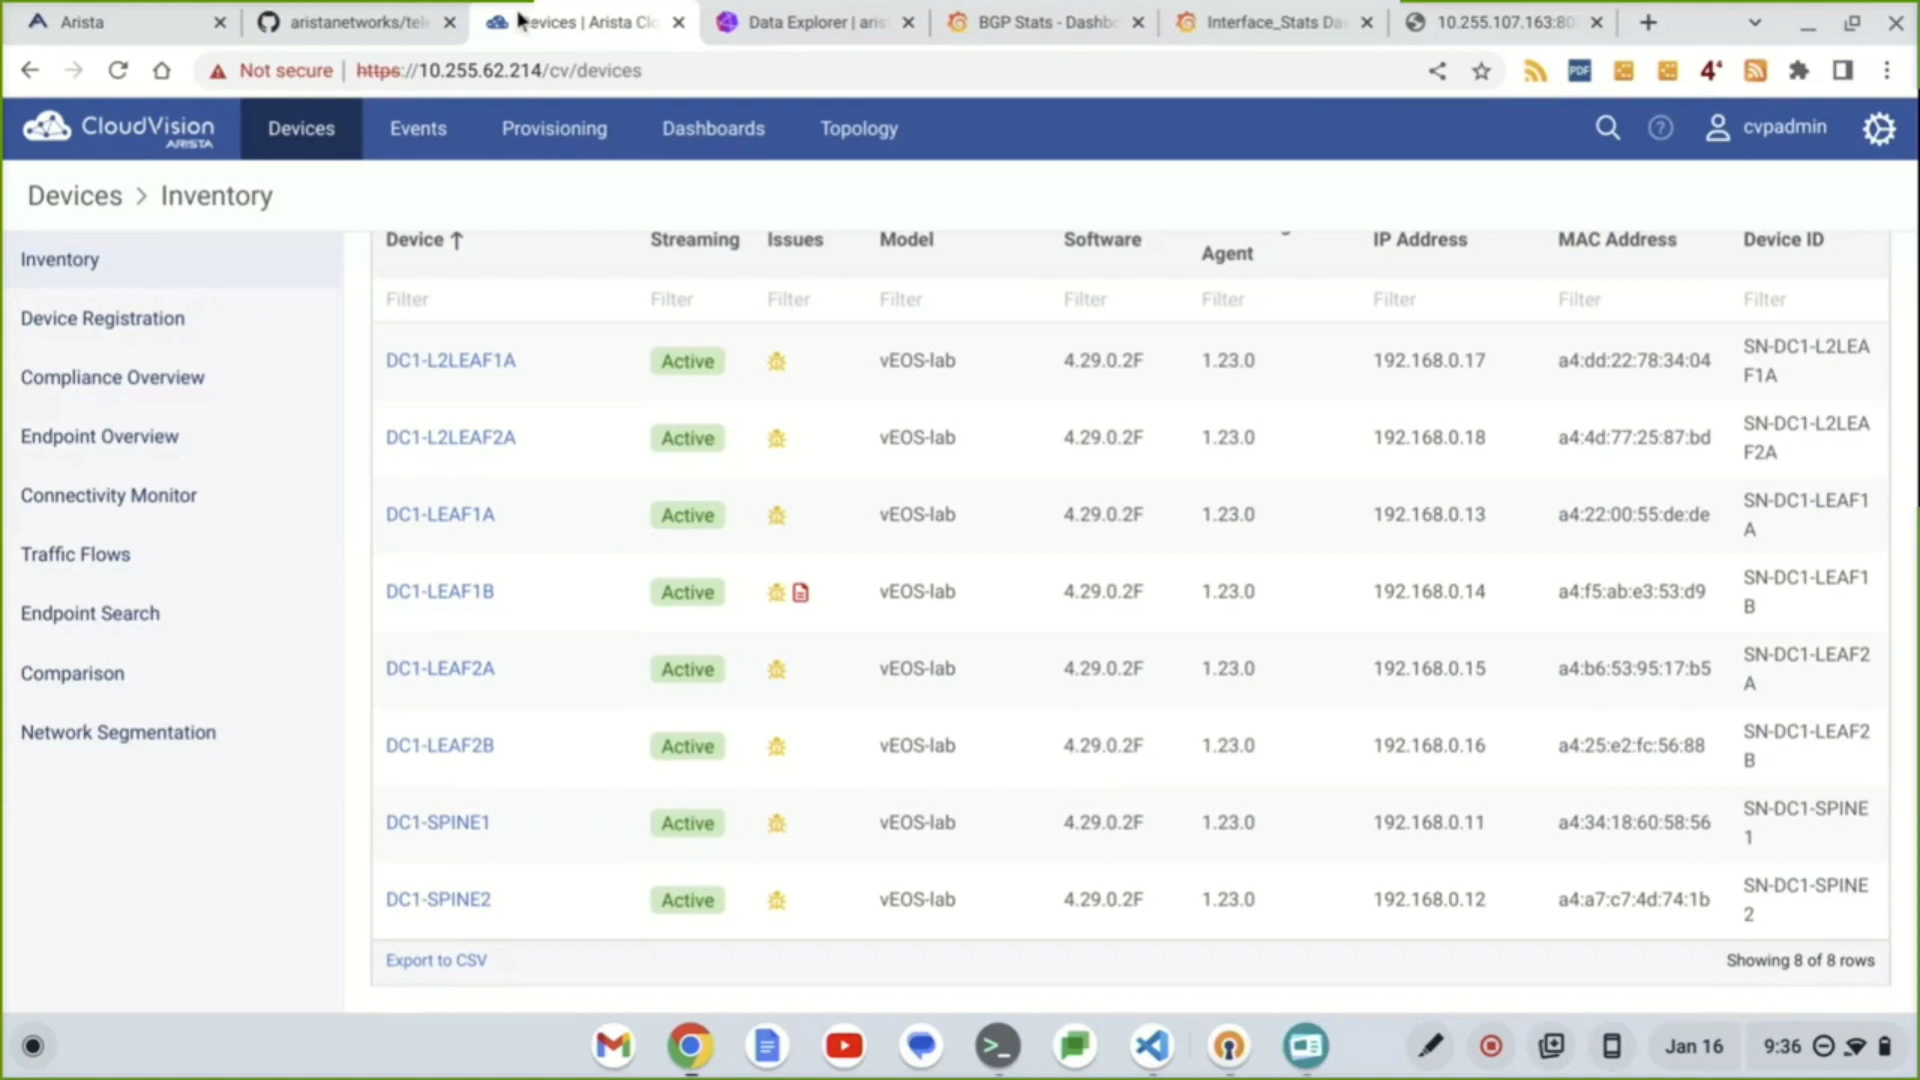 Arista
aristanetworks/tele
evices | Arista Clo
Data Explorer | aris
BGP Stats - Dashbo
Interface_Stats Da
10.255.107.163:80
Not secure
https://10.255.62.214/cv/devices
PDF
4
CloudVision
ARISTA
Devices
Events
Provisioning
Dashboards
Topology
cvpadmin
Devices > Inventory
Inventory
Device Registration
Compliance Overview
Endpoint Overview
Connectivity Monitor
Traffic Flows
Endpoint Search
Comparison
Network Segmentation
Device ↑ Streaming Issues Model Software Agent IP Address MAC Address Device ID
Filter Filter Filter Filter Filter Filter Filter Filter Filter
DC1-L2LEAF1A Active vEOS-lab 4.29.0.2F 1.23.0 192.168.0.17 a4:dd:22:78:34:04 SN-DC1-L2LEA
F1A
DC1-L2LEAF2A Active vEOS-lab 4.29.0.2F 1.23.0 192.168.0.18 a4:4d:77:25:87:bd SN-DC1-L2LEA
F2A
DC1-LEAF1A Active vEOS-lab 4.29.0.2F 1.23.0 192.168.0.13 a4:22:00:55:de:de SN-DC1-LEAF1
A
DC1-LEAF1B Active vEOS-lab 4.29.0.2F 1.23.0 192.168.0.14 a4:f5:ab:e3:53:d9 SN-DC1-LEAF1
B
DC1-LEAF2A Active vEOS-lab 4.29.0.2F 1.23.0 192.168.0.15 a4:b6:53:95:17:b5 SN-DC1-LEAF2
A
DC1-LEAF2B Active vEOS-lab 4.29.0.2F 1.23.0 192.168.0.16 a4:25:e2:fc:56:88 SN-DC1-LEAF2
B
DC1-SPINE1 Active vEOS-lab 4.29.0.2F 1.23.0 192.168.0.11 a4:34:18:60:58:56 SN-DC1-SPINE
1
DC1-SPINE2 Active vEOS-lab 4.29.0.2F 1.23.0 192.168.0.12 a4:a7:c7:4d:74:1b SN-DC1-SPINE
2
Export to CSV
Showing 8 of 8 rows
Jan 16
9:36